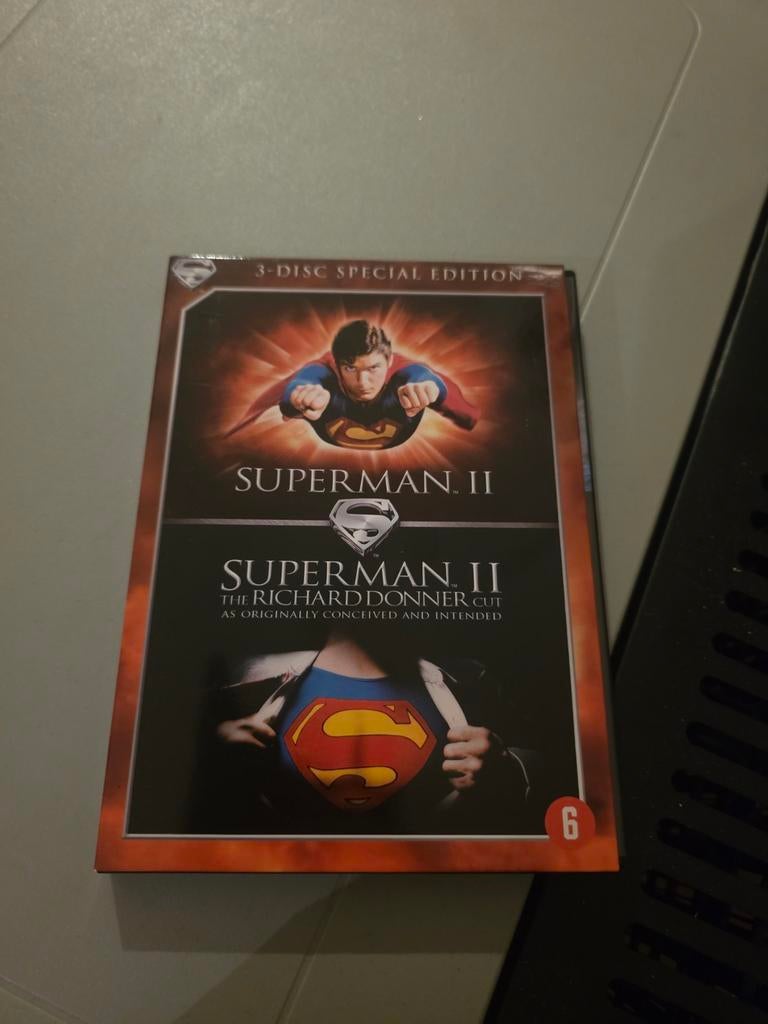 3-DISC SPECIAL EDITION
SUPERMAN II
SUPERMAN II
THE RICHARD DONNER CUT
AS ORIGINALLY CONCEIVED AND INTENDED
6